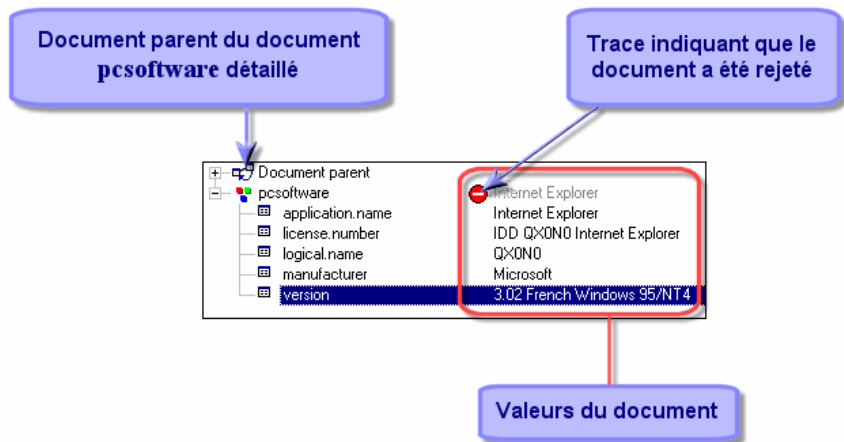 Document parent du document
pcsoftware détaillé
Trace indiquant que le
document a été rejeté
Document parent
pcsoftware Internet Explorer
application.name Internet Explorer
license.number IDD QX0N0 Internet Explorer
logical.name QX0N0
manufacturer Microsoft
version 3.02 French Windows 95/NT4
Valeurs du document